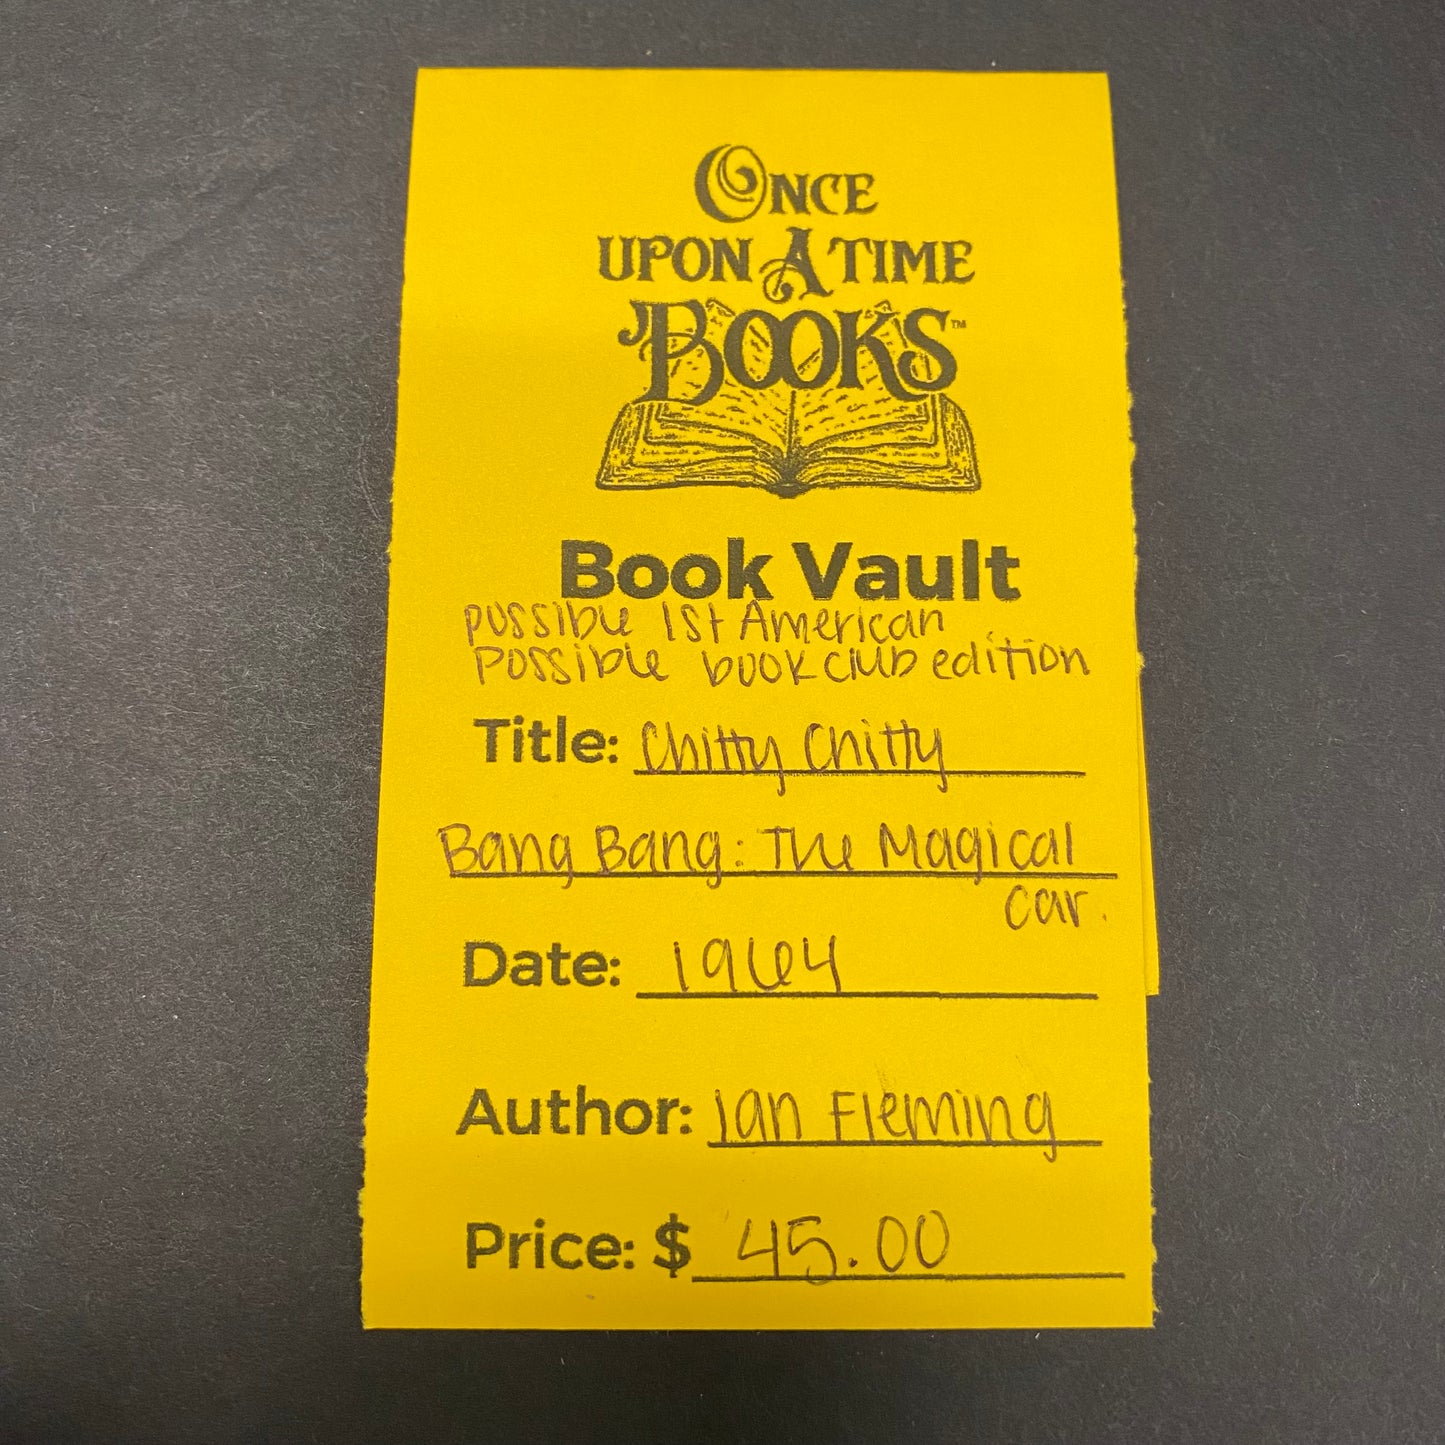 ONCE
UPON A TIME
BOOKS™
Book Vault
possible 1st American
possible book club edition
Title: Chitty Chitty
Bang Bang: The Magical
car.
Date: 1964
Author: Ian Fleming
Price: $ 45.00